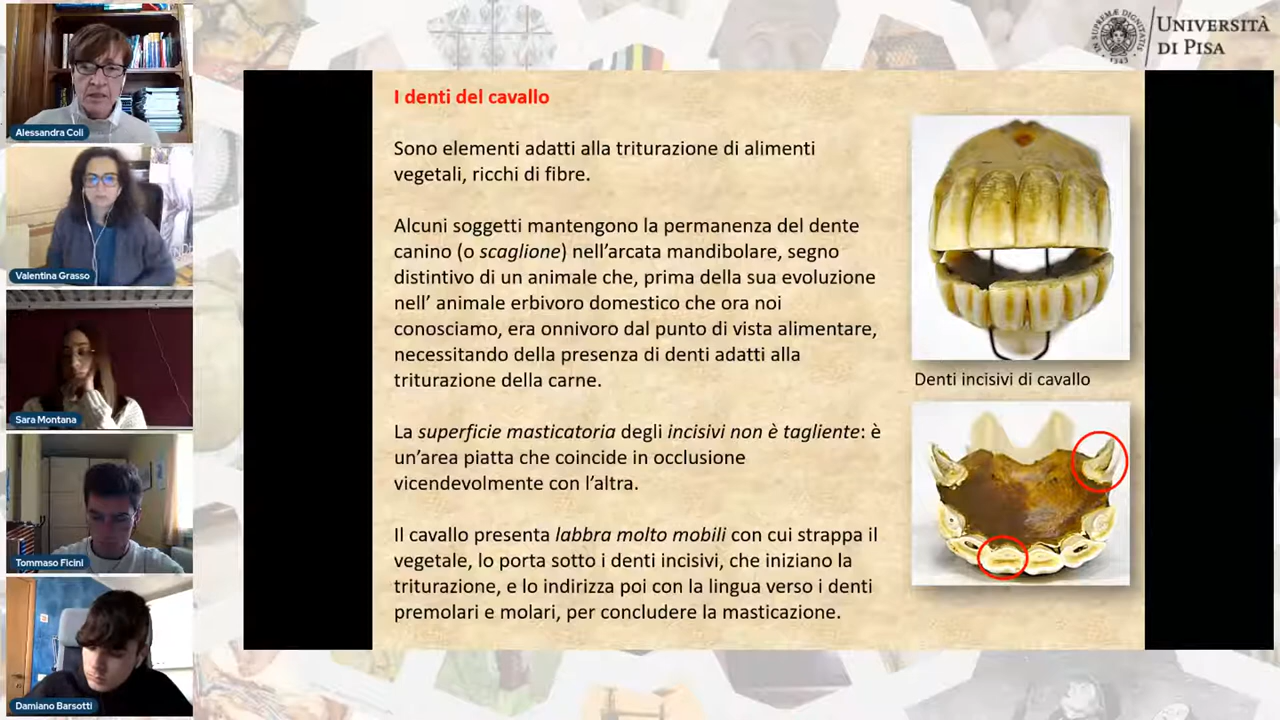 UNIVERSITÀ
DI PISA
Alessandra Coli
Valentina Grasso
Sara Montana
Tommaso Ficini
Damiano Barsotti
I denti del cavallo
Sono elementi adatti alla triturazione di alimenti
vegetali, ricchi di fibre.
Alcuni soggetti mantengono la permanenza del dente
canino (o scaglione) nell’arcata mandibolare, segno
distintivo di un animale che, prima della sua evoluzione
nell’ animale erbivoro domestico che ora noi
conosciamo, era onnivoro dal punto di vista alimentare,
necessitando della presenza di denti adatti alla
triturazione della carne.
La superficie masticatoria degli incisivi non è tagliente: è
un’area piatta che coincide in occlusione
vicendevolmente con l’altra.
Il cavallo presenta labbra molto mobili con cui strappa il
vegetale, lo porta sotto i denti incisivi, che iniziano la
triturazione, e lo indirizza poi con la lingua verso i denti
premolari e molari, per concludere la masticazione.
Denti incisivi di cavallo